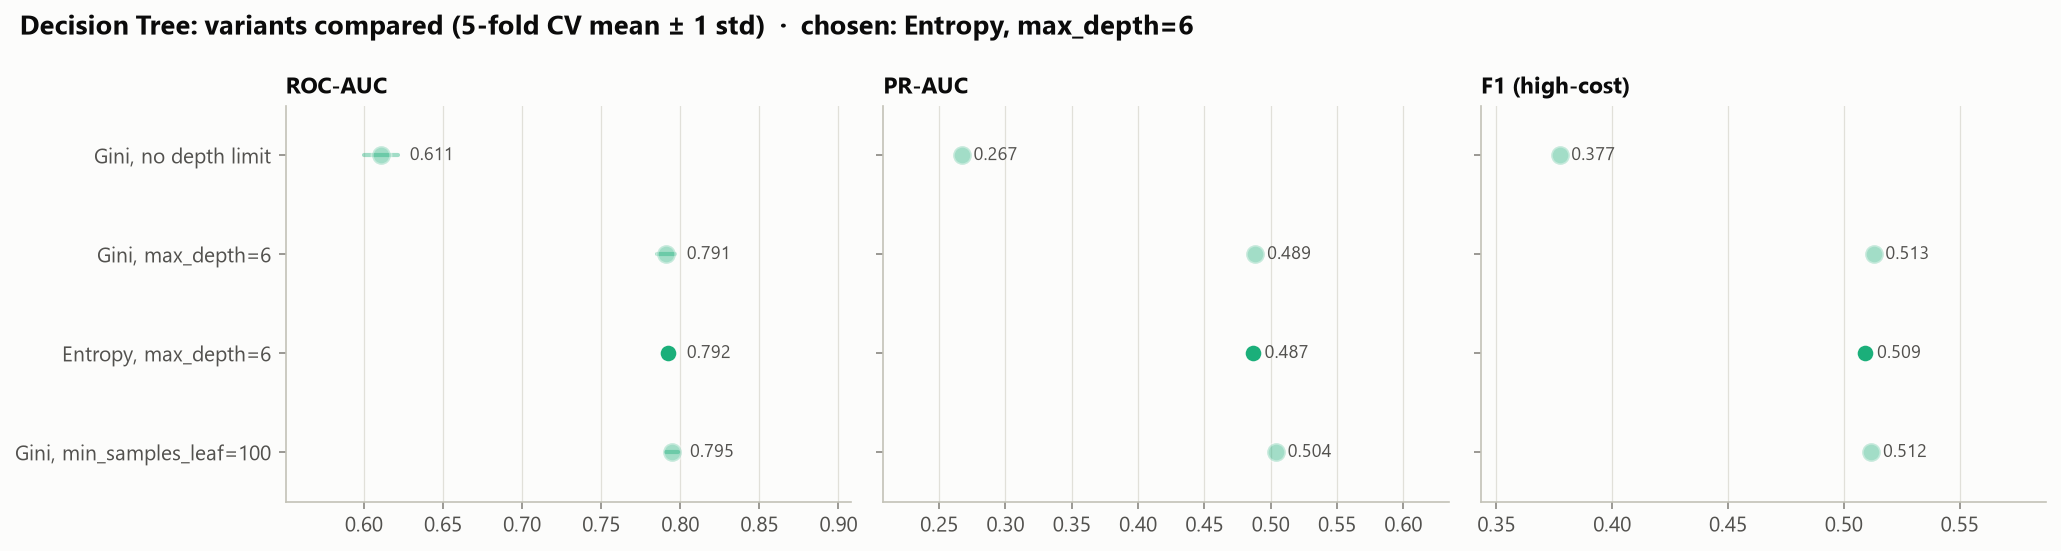 Decision Tree: variants compared (5-fold CV mean ± 1 std)  ·  chosen: Entropy, max_depth=6
ROC-AUC
PR-AUC
F1 (high-cost)
Gini, no depth limit
0.611
0.267
0.377
Gini, max_depth=6
0.791
0.489
0.513
Entropy, max_depth=6
0.792
0.487
0.509
Gini, min_samples_leaf=100
0.795
0.504
0.512
0.60 0.65 0.70 0.75 0.80 0.85 0.90
0.25 0.30 0.35 0.40 0.45 0.50 0.55 0.60
0.35 0.40 0.45 0.50 0.55